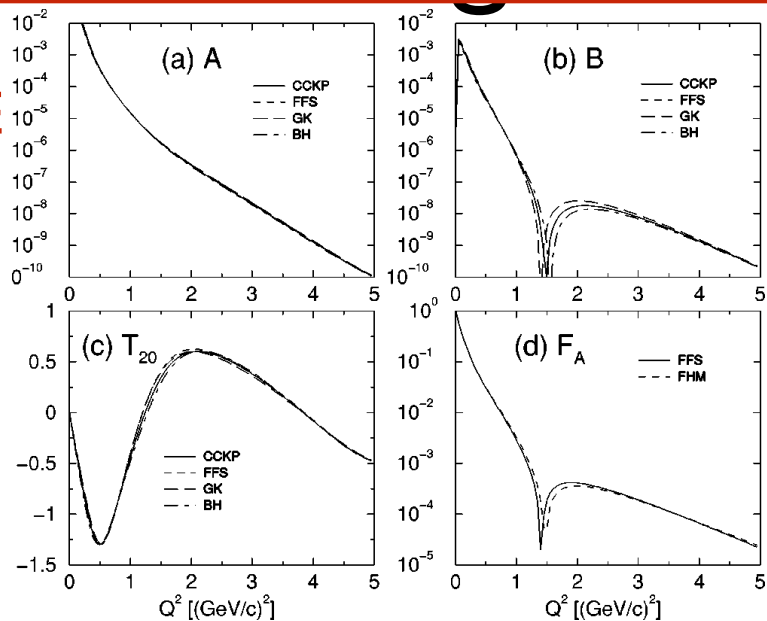 (a) A
10⁻²
10⁻³
10⁻⁴
10⁻⁵
10⁻⁶
10⁻⁷
10⁻⁸
10⁻⁹
0⁻¹⁰
CCKP
FFS
GK
BH
0 1 2 3 4 5
(b) B
10⁻²
10⁻³
10⁻⁴
10⁻⁵
10⁻⁶
10⁻⁷
10⁻⁸
10⁻⁹
10⁻¹⁰
CCKP
FFS
GK
BH
0 1 2 3 4 5
(c) T₂₀
1
0.5
0
−0.5
−1
−1.5
CCKP
FFS
GK
BH
0 1 2 3 4 5
Q² [(GeV/c)²]
(d) F_A
10⁰
10⁻¹
10⁻²
10⁻³
10⁻⁴
10⁻⁵
FFS
FHM
0 1 2 3 4 5
Q² [(GeV/c)²]